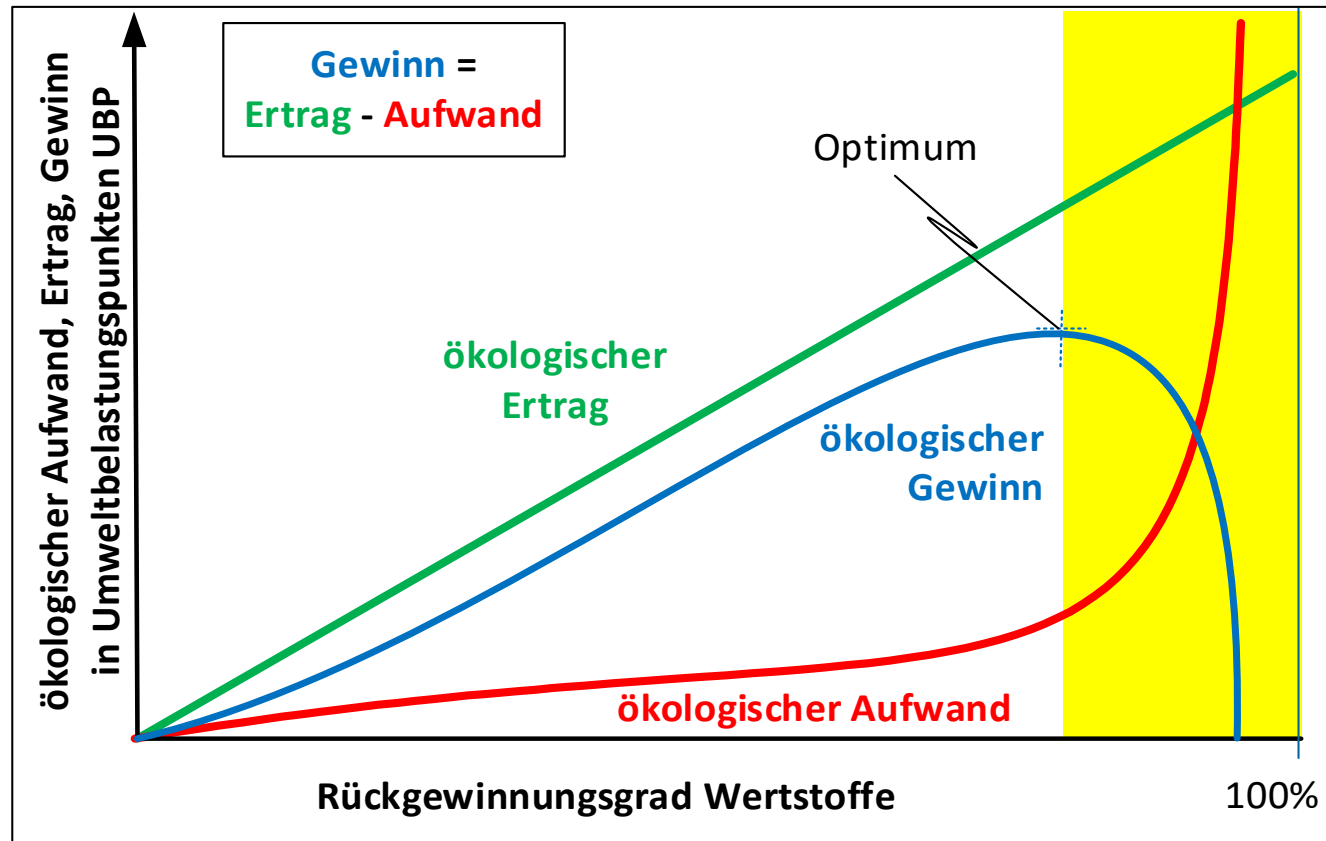 ökologischer Aufwand, Ertrag, Gewinn
in Umweltbelastungspunkten UBP
Gewinn =
Ertrag - Aufwand
Optimum
ökologischer
Ertrag
ökologischer
Gewinn
ökologischer Aufwand
Rückgewinnungsgrad Wertstoffe
100%